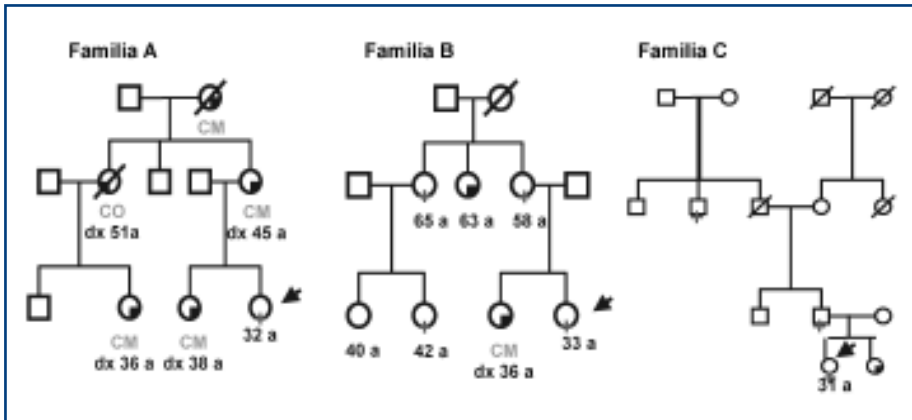 Familia A
Familia B
Familia C
CM
CO
dx 51a
CM
dx 45 a
65 a
63 a
58 a
CM
dx 36 a
CM
dx 38 a
32 a
40 a
42 a
CM
dx 36 a
33 a
31 a